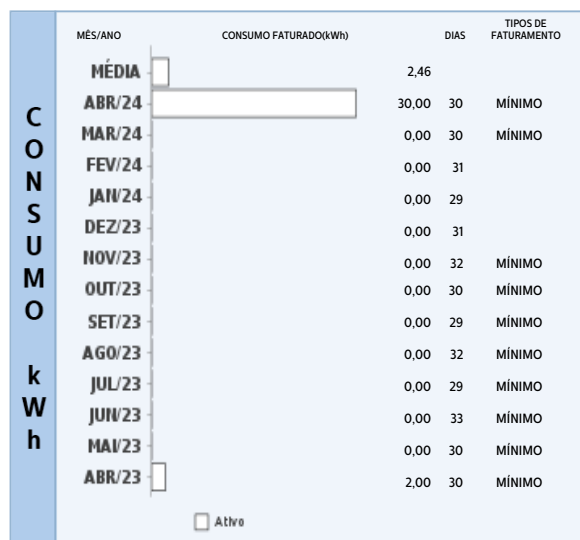 MÊS/ANO CONSUMO FATURADO(kWh) DIAS TIPOS DE FATURAMENTO
MÉDIA 2,46
ABR/24 30,00 30 MÍNIMO
MAR/24 0,00 30 MÍNIMO
FEV/24 0,00 31
JAN/24 0,00 29
DEZ/23 0,00 31
NOV/23 0,00 32 MÍNIMO
OUT/23 0,00 30 MÍNIMO
SET/23 0,00 29 MÍNIMO
AGO/23 0,00 32 MÍNIMO
JUL/23 0,00 29 MÍNIMO
JUN/23 0,00 33 MÍNIMO
MAI/23 0,00 30 MÍNIMO
ABR/23 2,00 30 MÍNIMO
Ativo
CONSUMO kWh